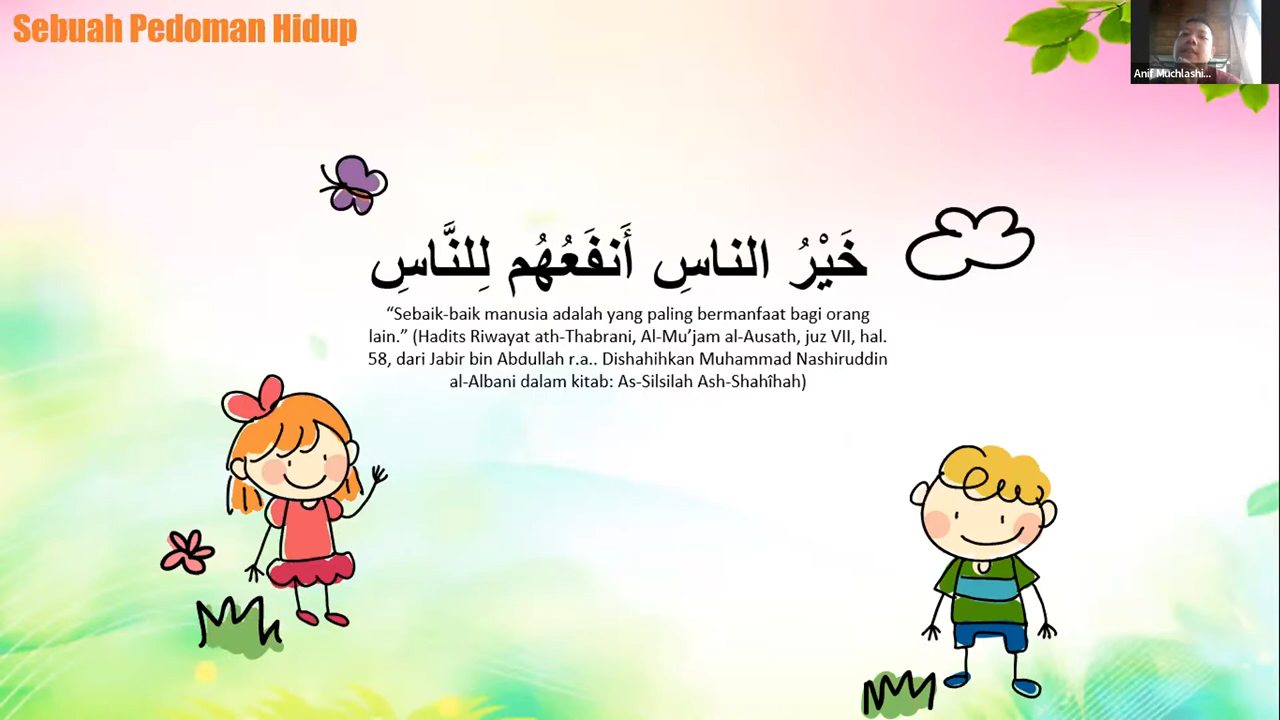 Sebuah Pedoman Hidup
Anif Muchlashi...
خَيْرُ الناسِ أَنفَعُهُم لِلنَّاسِ
“Sebaik-baik manusia adalah yang paling bermanfaat bagi orang
lain.” (Hadits Riwayat ath-Thabrani, Al-Mu’jam al-Ausath, juz VII, hal.
58, dari Jabir bin Abdullah r.a.. Dishahihkan Muhammad Nashiruddin
al-Albani dalam kitab: As-Silsilah Ash-Shahîhah)